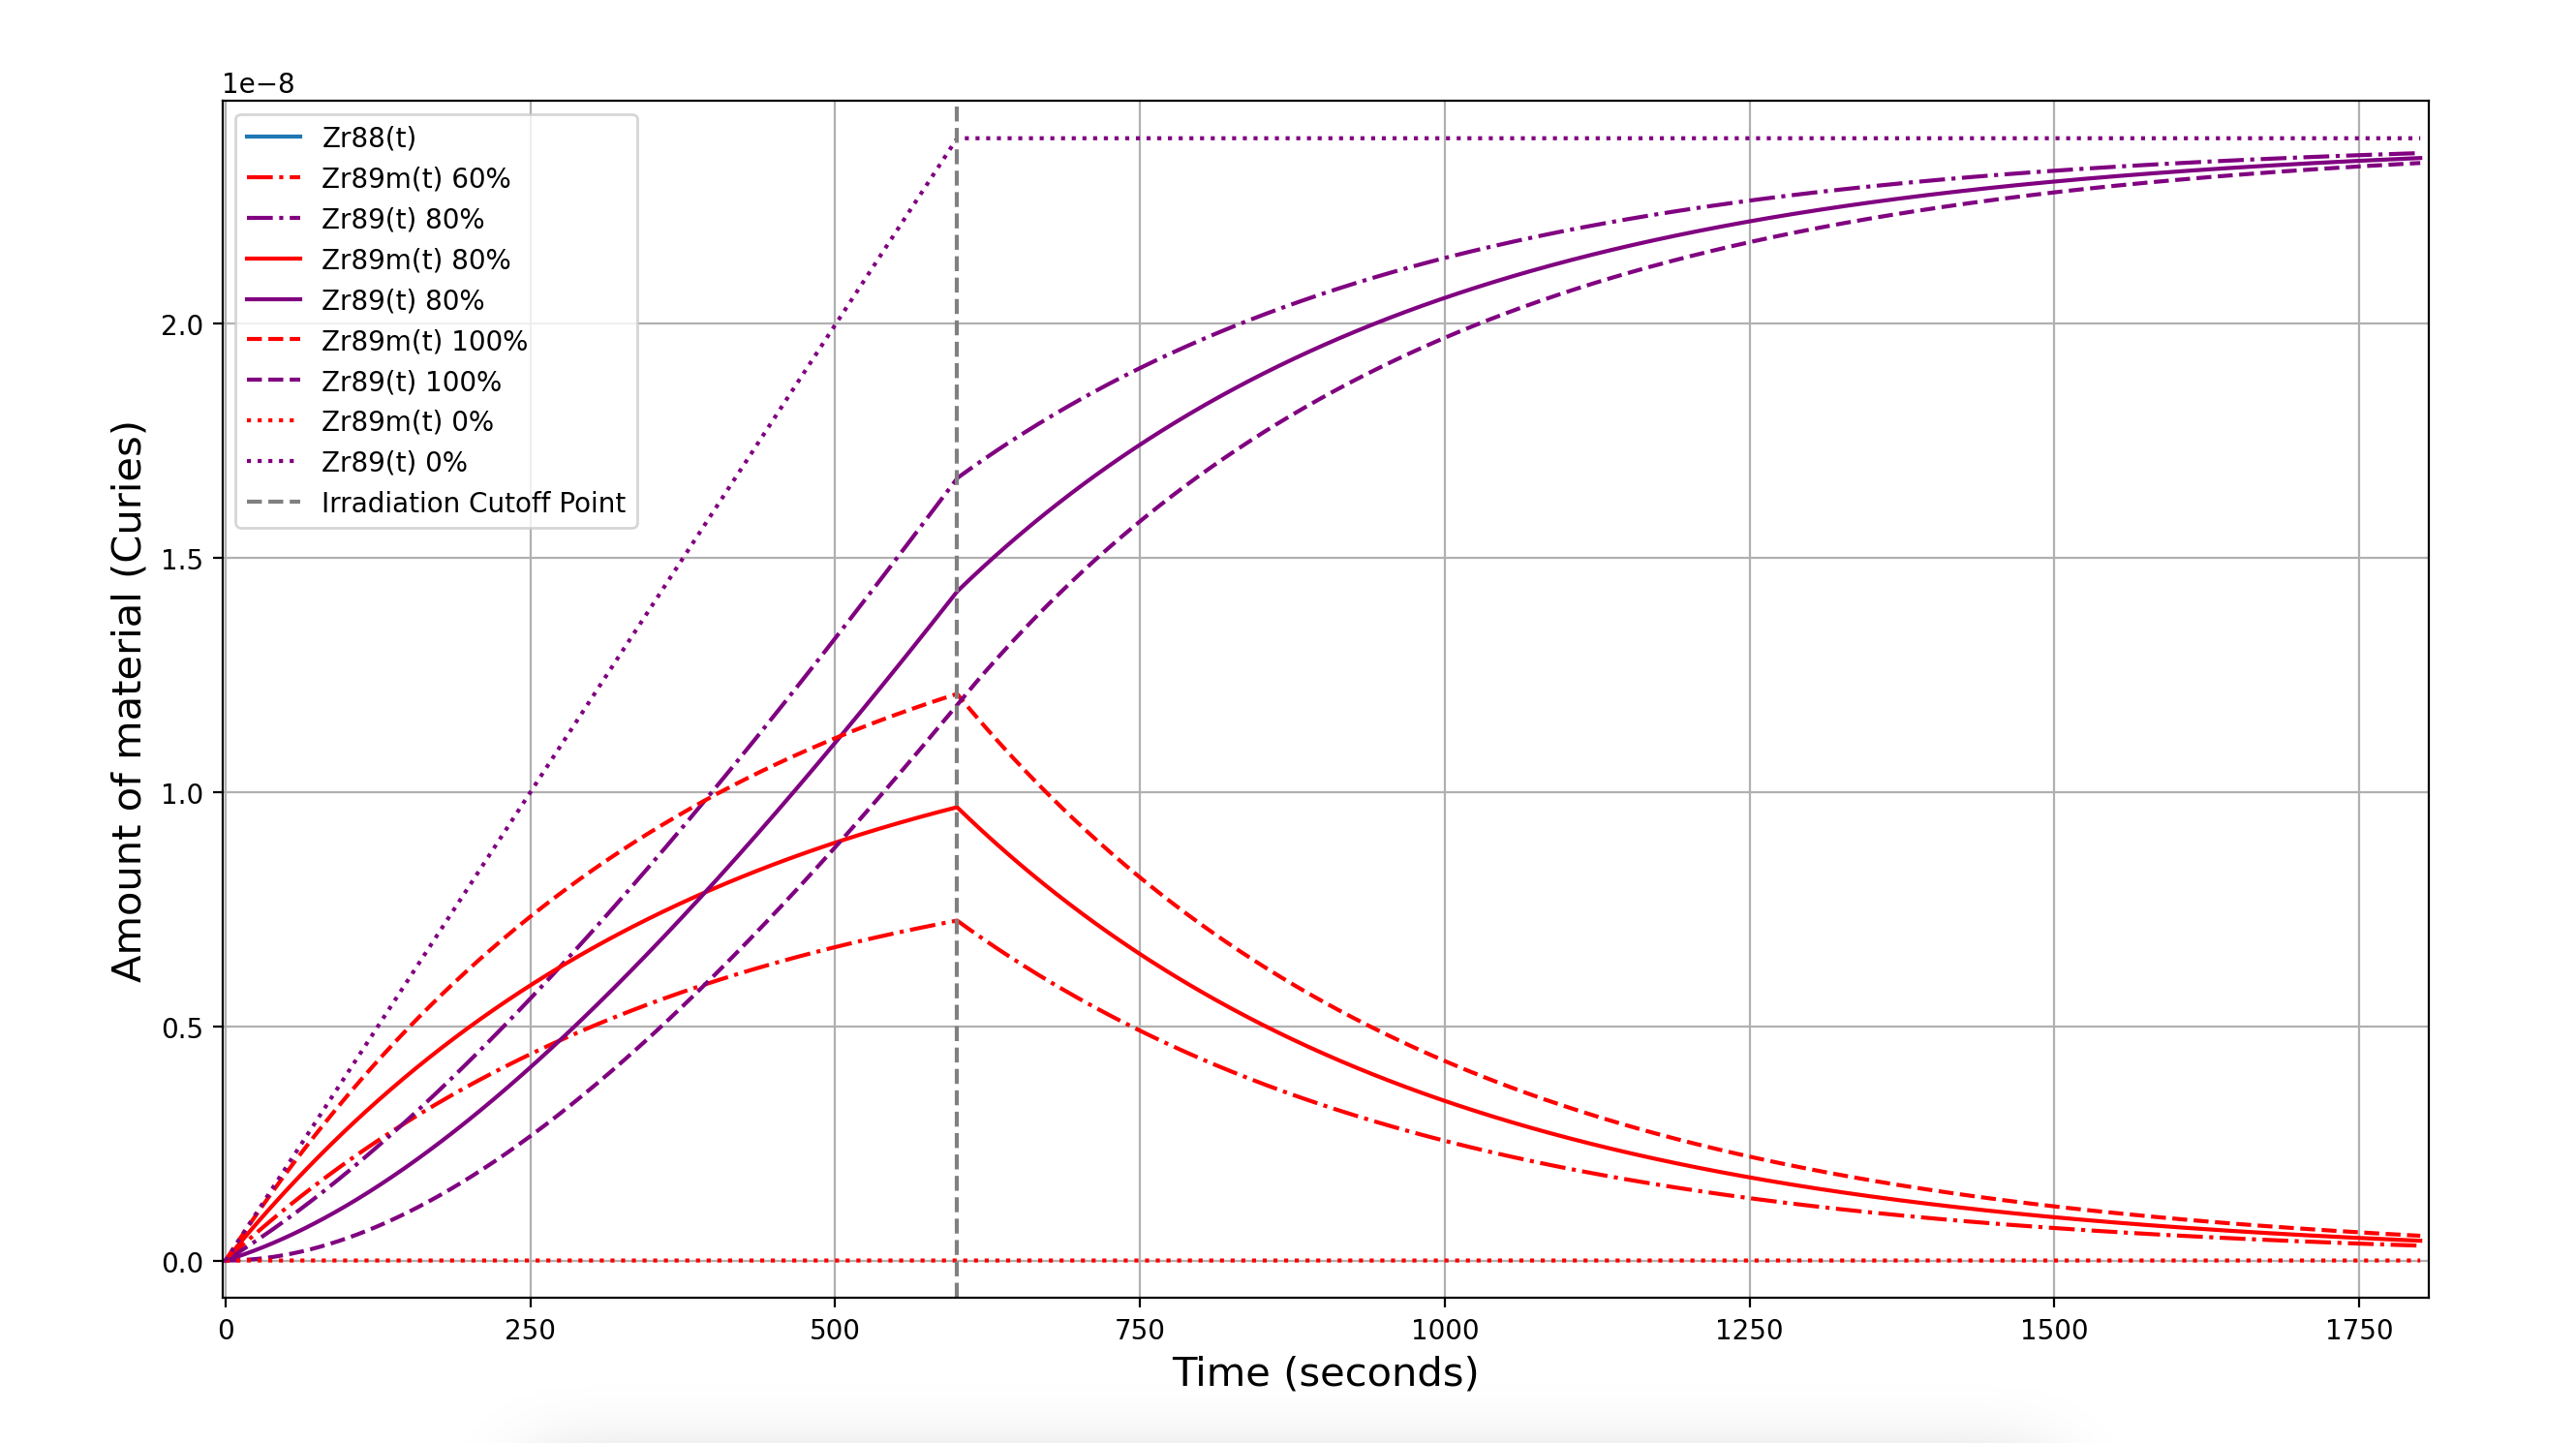 1e−8
Zr88(t)
Zr89m(t) 60%
Zr89(t) 80%
Zr89m(t) 80%
Zr89(t) 80%
Zr89m(t) 100%
Zr89(t) 100%
Zr89m(t) 0%
Zr89(t) 0%
Irradiation Cutoff Point
Amount of material (Curies)
2.0
1.5
1.0
0.5
0.0
0 250 500 750 1000 1250 1500 1750
Time (seconds)